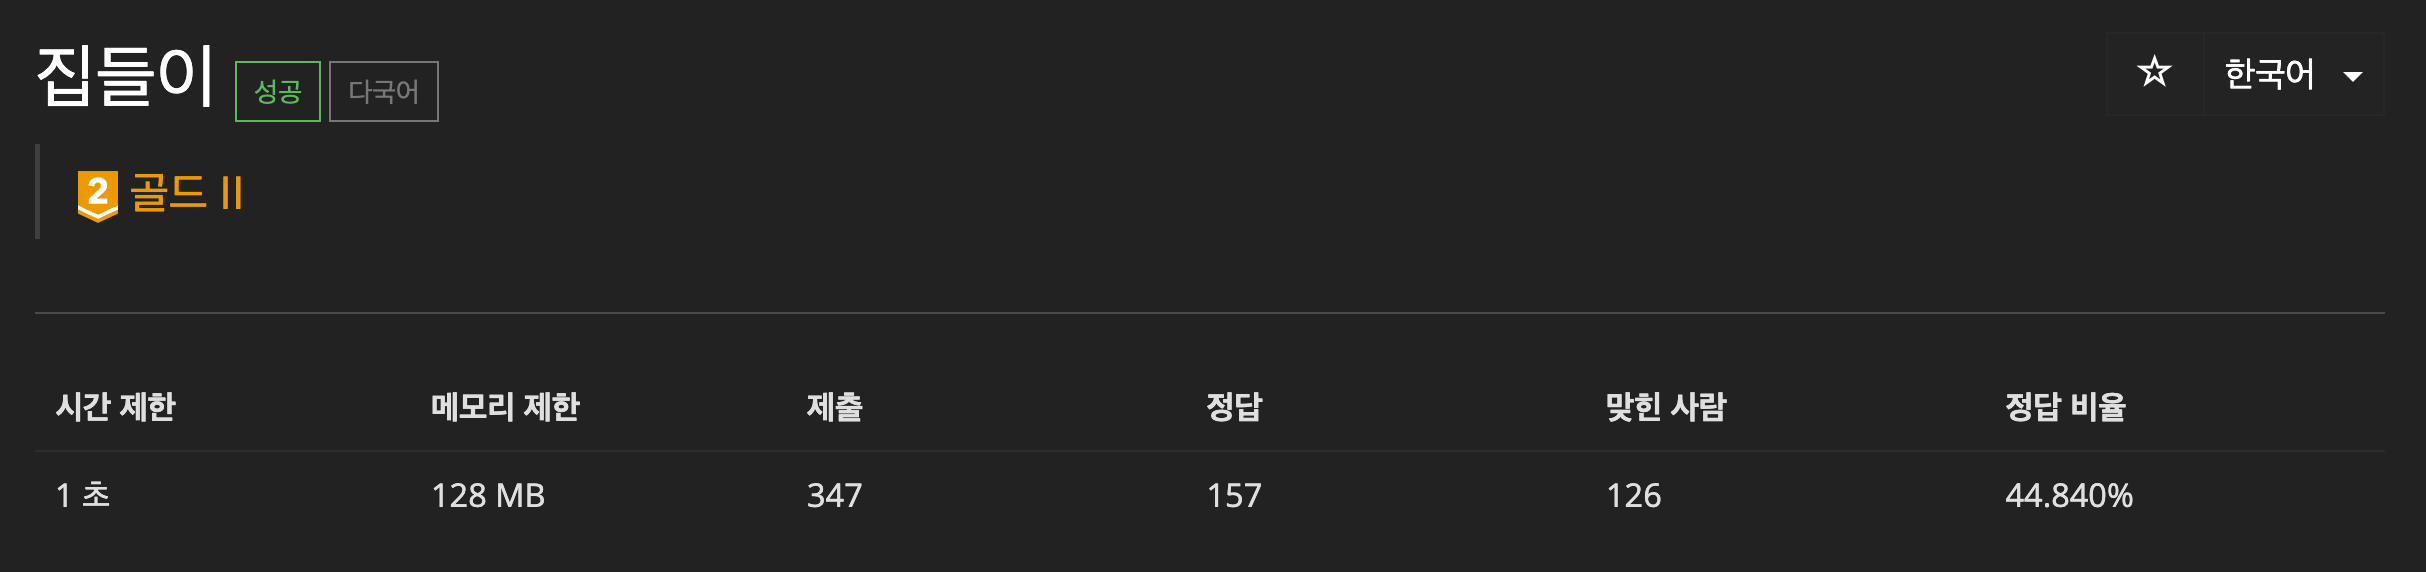 집들이 성공 다국어 ☆ 한국어
2 골드 II
시간 제한 메모리 제한 제출 정답 맞힌 사람 정답 비율
1 초 128 MB 347 157 126 44.840%